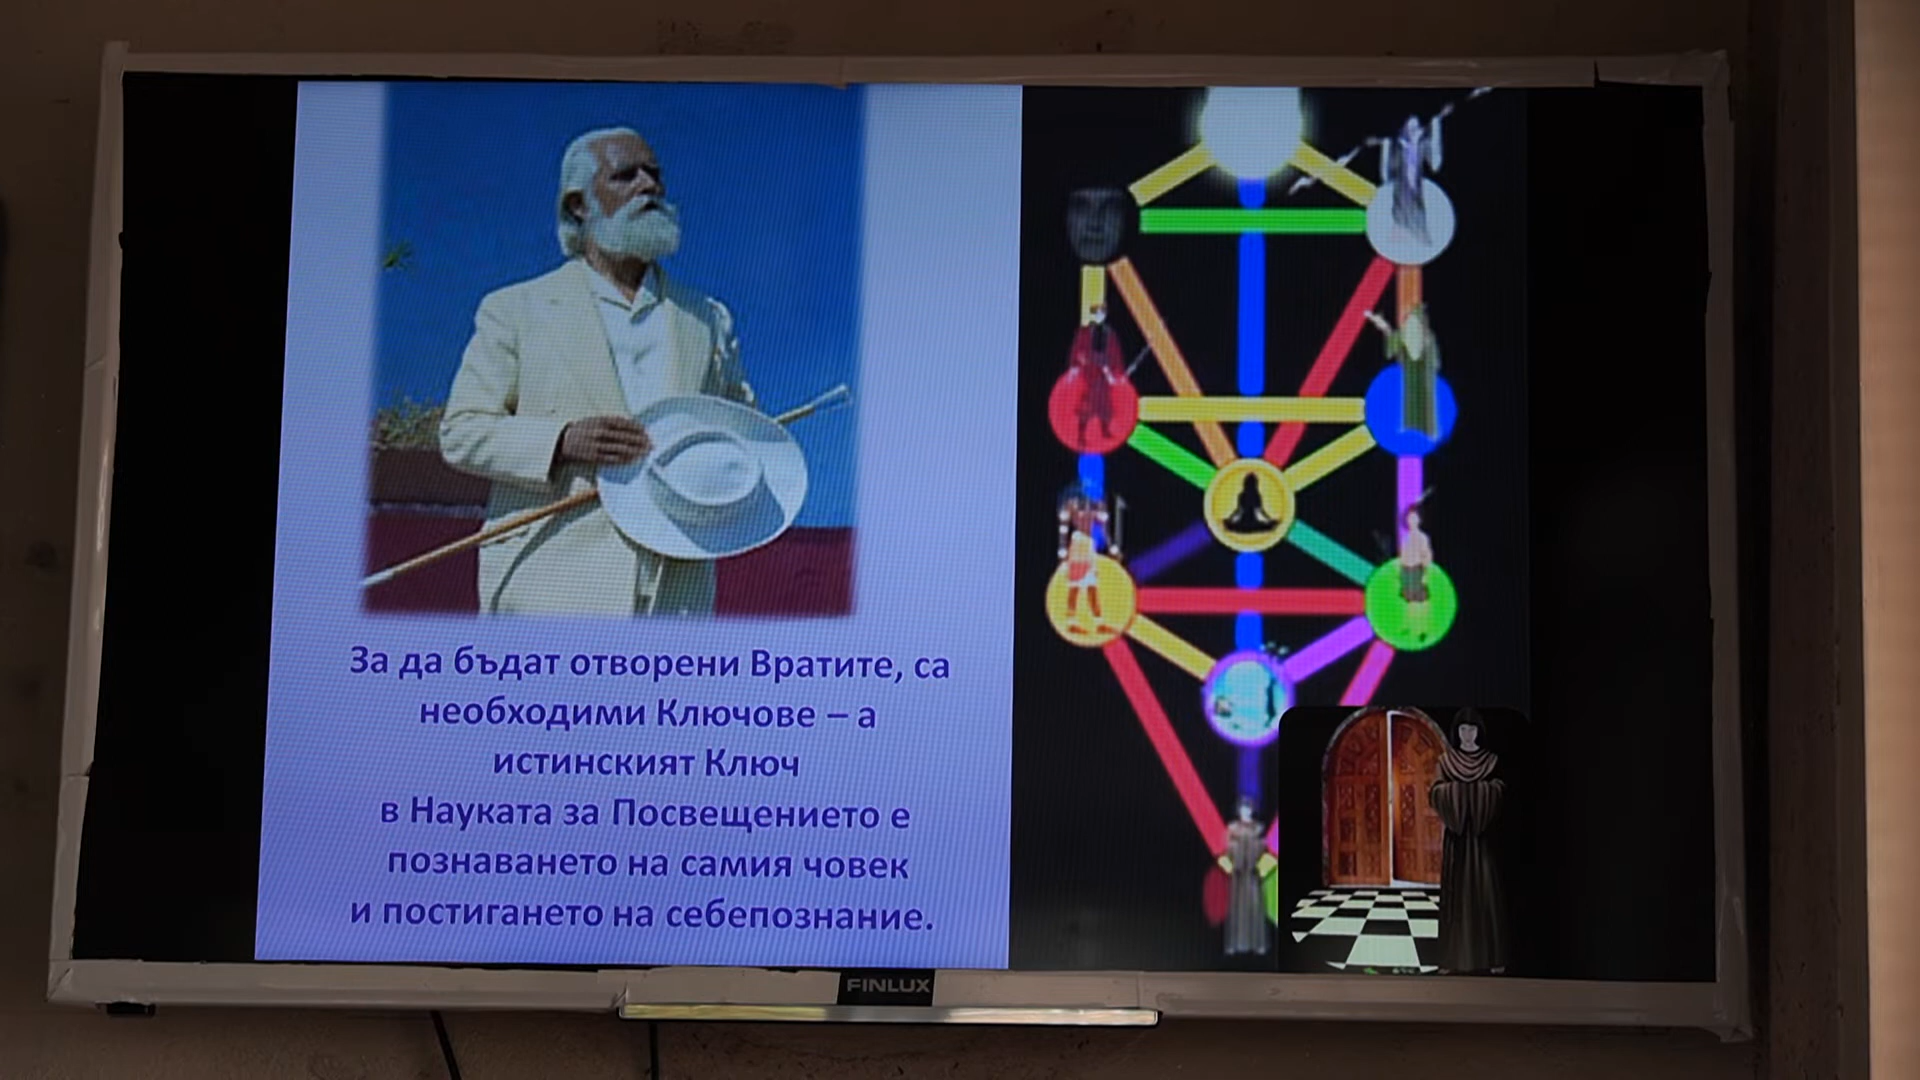 За да бъдат отворени Вратите, са
необходими Ключове – а
истинският Ключ
в Науката за Посвещението е
познаването на самия човек
и постигането на себепознание.
FINLUX